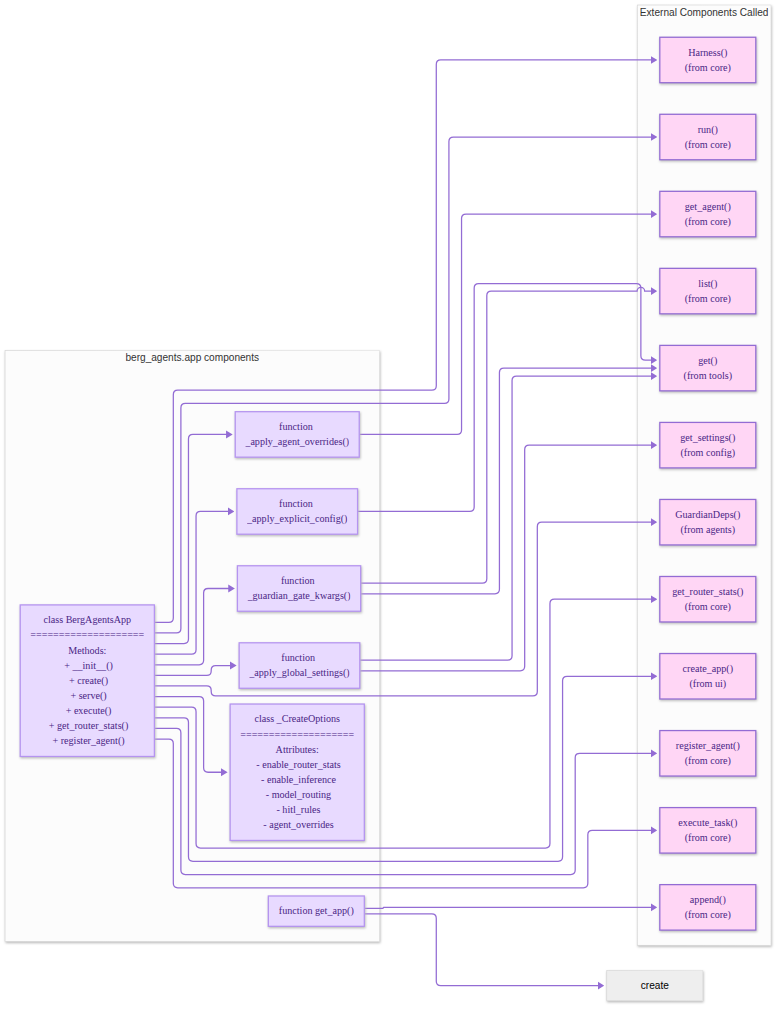 External Components Called
Harness()
(from core)
run()
(from core)
get_agent()
(from core)
list()
(from core)
get()
(from tools)
get_settings()
(from config)
GuardianDeps()
(from agents)
get_router_stats()
(from core)
create_app()
(from ui)
register_agent()
(from core)
execute_task()
(from core)
append()
(from core)
berg_agents.app components
function
_apply_agent_overrides()
function
_apply_explicit_config()
function
_guardian_gate_kwargs()
function
_apply_global_settings()
class BergAgentsApp
====================
Methods:
+ __init__()
+ create()
+ serve()
+ execute()
+ get_router_stats()
+ register_agent()
class _CreateOptions
====================
Attributes:
- enable_router_stats
- enable_inference
- model_routing
- hitl_rules
- agent_overrides
function get_app()
create